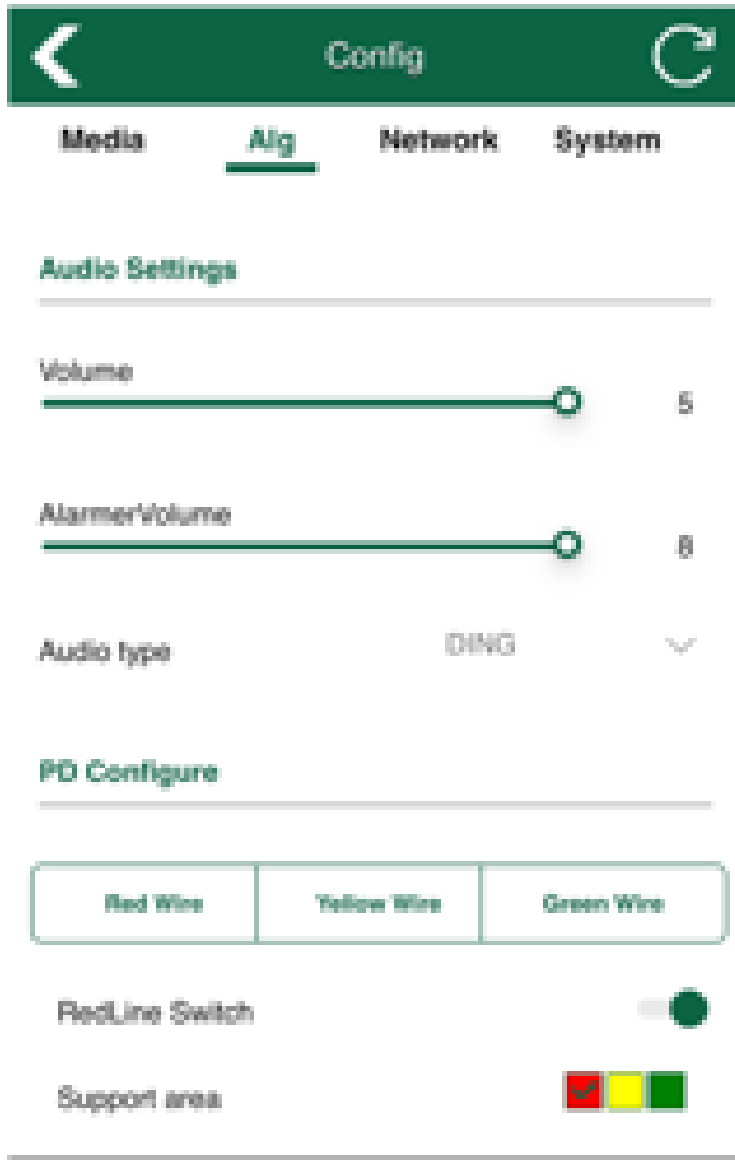 Config
Media Alg Network System
Audio Settings
Volume
5
AlarmerVolume
8
Audio type DING
PD Configure
Red Wire Yellow Wire Green Wire
RedLine Switch
Support area